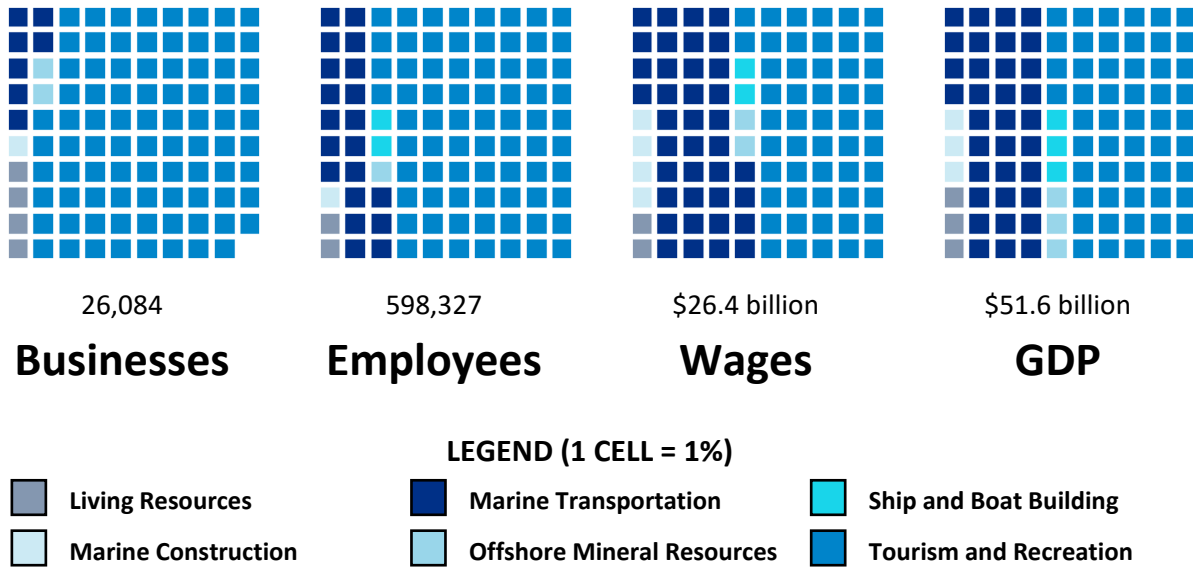 26,084 598,327 $26.4 billion $51.6 billion
Businesses Employees Wages GDP
LEGEND (1 CELL = 1%)
Living Resources Marine Transportation Ship and Boat Building
Marine Construction Offshore Mineral Resources Tourism and Recreation